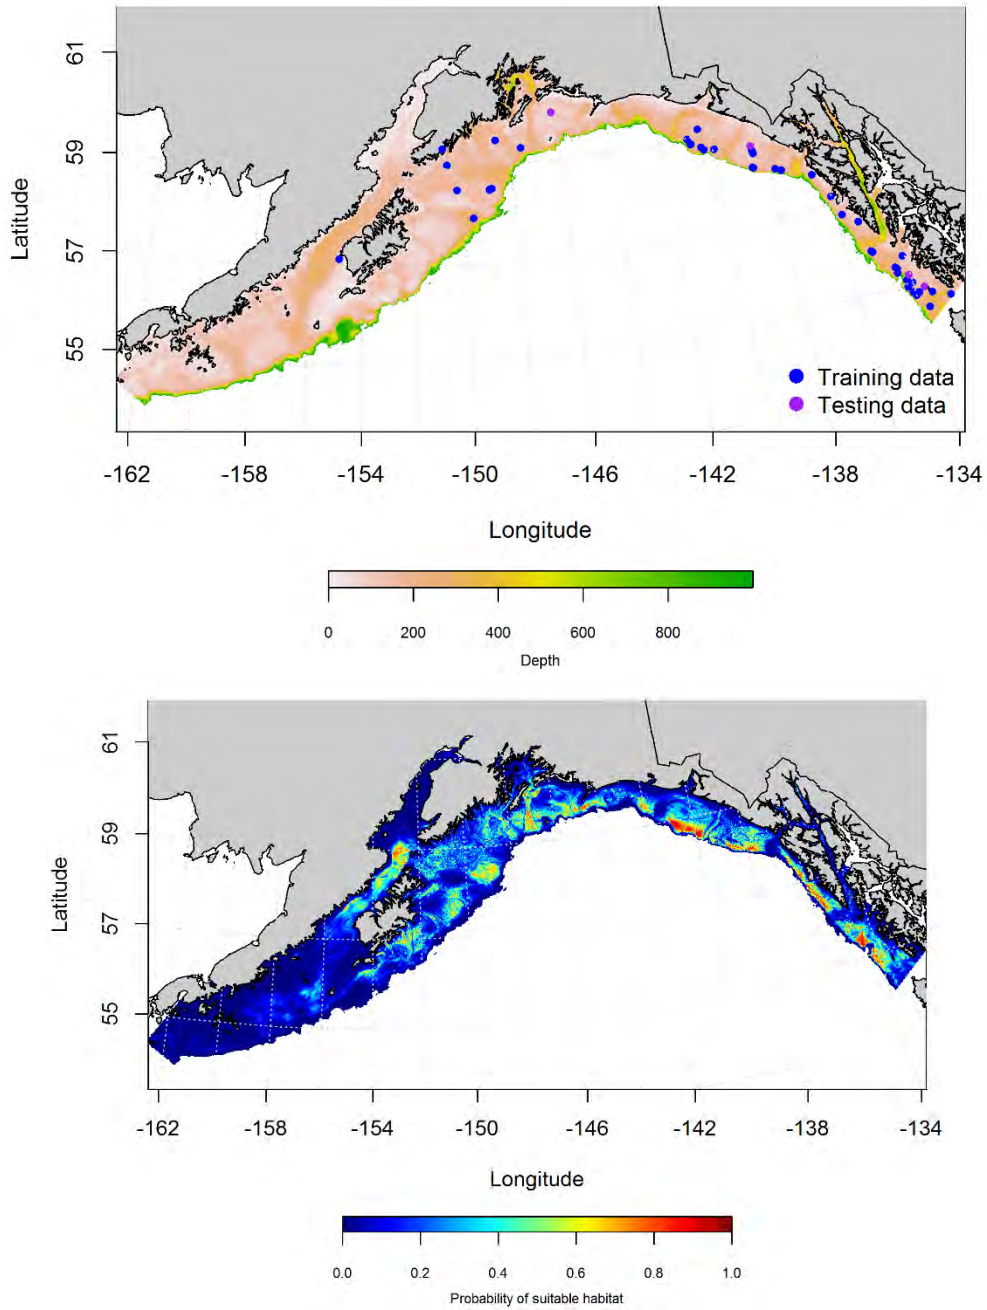 61
59
57
55
Latitude
Training data
Testing data
-162 -158 -154 -150 -146 -142 -138 -134
Longitude
0 200 400 600 800
Depth
61
59
57
55
Latitude
-162 -158 -154 -150 -146 -142 -138 -134
Longitude
0.0 0.2 0.4 0.6 0.8 1.0
Probability of suitable habitat